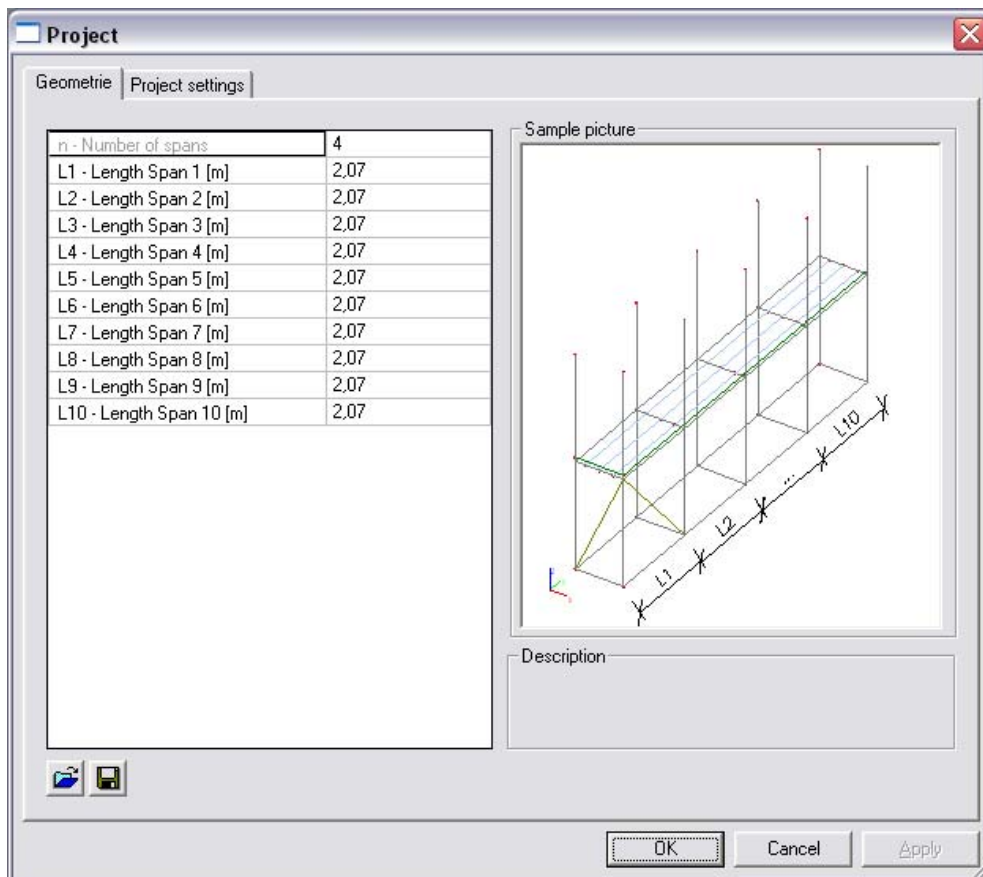 Project
Geometrie Project settings
n - Number of spans 4
L1 - Length Span 1 [m] 2,07
L2 - Length Span 2 [m] 2,07
L3 - Length Span 3 [m] 2,07
L4 - Length Span 4 [m] 2,07
L5 - Length Span 5 [m] 2,07
L6 - Length Span 6 [m] 2,07
L7 - Length Span 7 [m] 2,07
L8 - Length Span 8 [m] 2,07
L9 - Length Span 9 [m] 2,07
L10 - Length Span 10 [m] 2,07
Sample picture
L1
L2
...
L10
Description
OK Cancel Apply